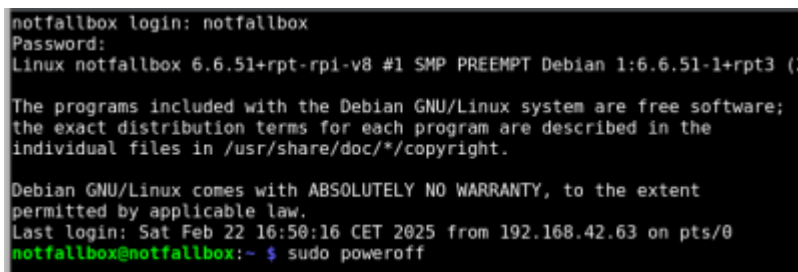 notfallbox login: notfallbox
Password:
Linux notfallbox 6.6.51+rpt-rpi-v8 #1 SMP PREEMPT Debian 1:6.6.51-1+rpt3 (
The programs included with the Debian GNU/Linux system are free software;
the exact distribution terms for each program are described in the
individual files in /usr/share/doc/*/copyright.
Debian GNU/Linux comes with ABSOLUTELY NO WARRANTY, to the extent
permitted by applicable law.
Last login: Sat Feb 22 16:50:16 CET 2025 from 192.168.42.63 on pts/0
notfallbox@notfallbox:~ $ sudo poweroff